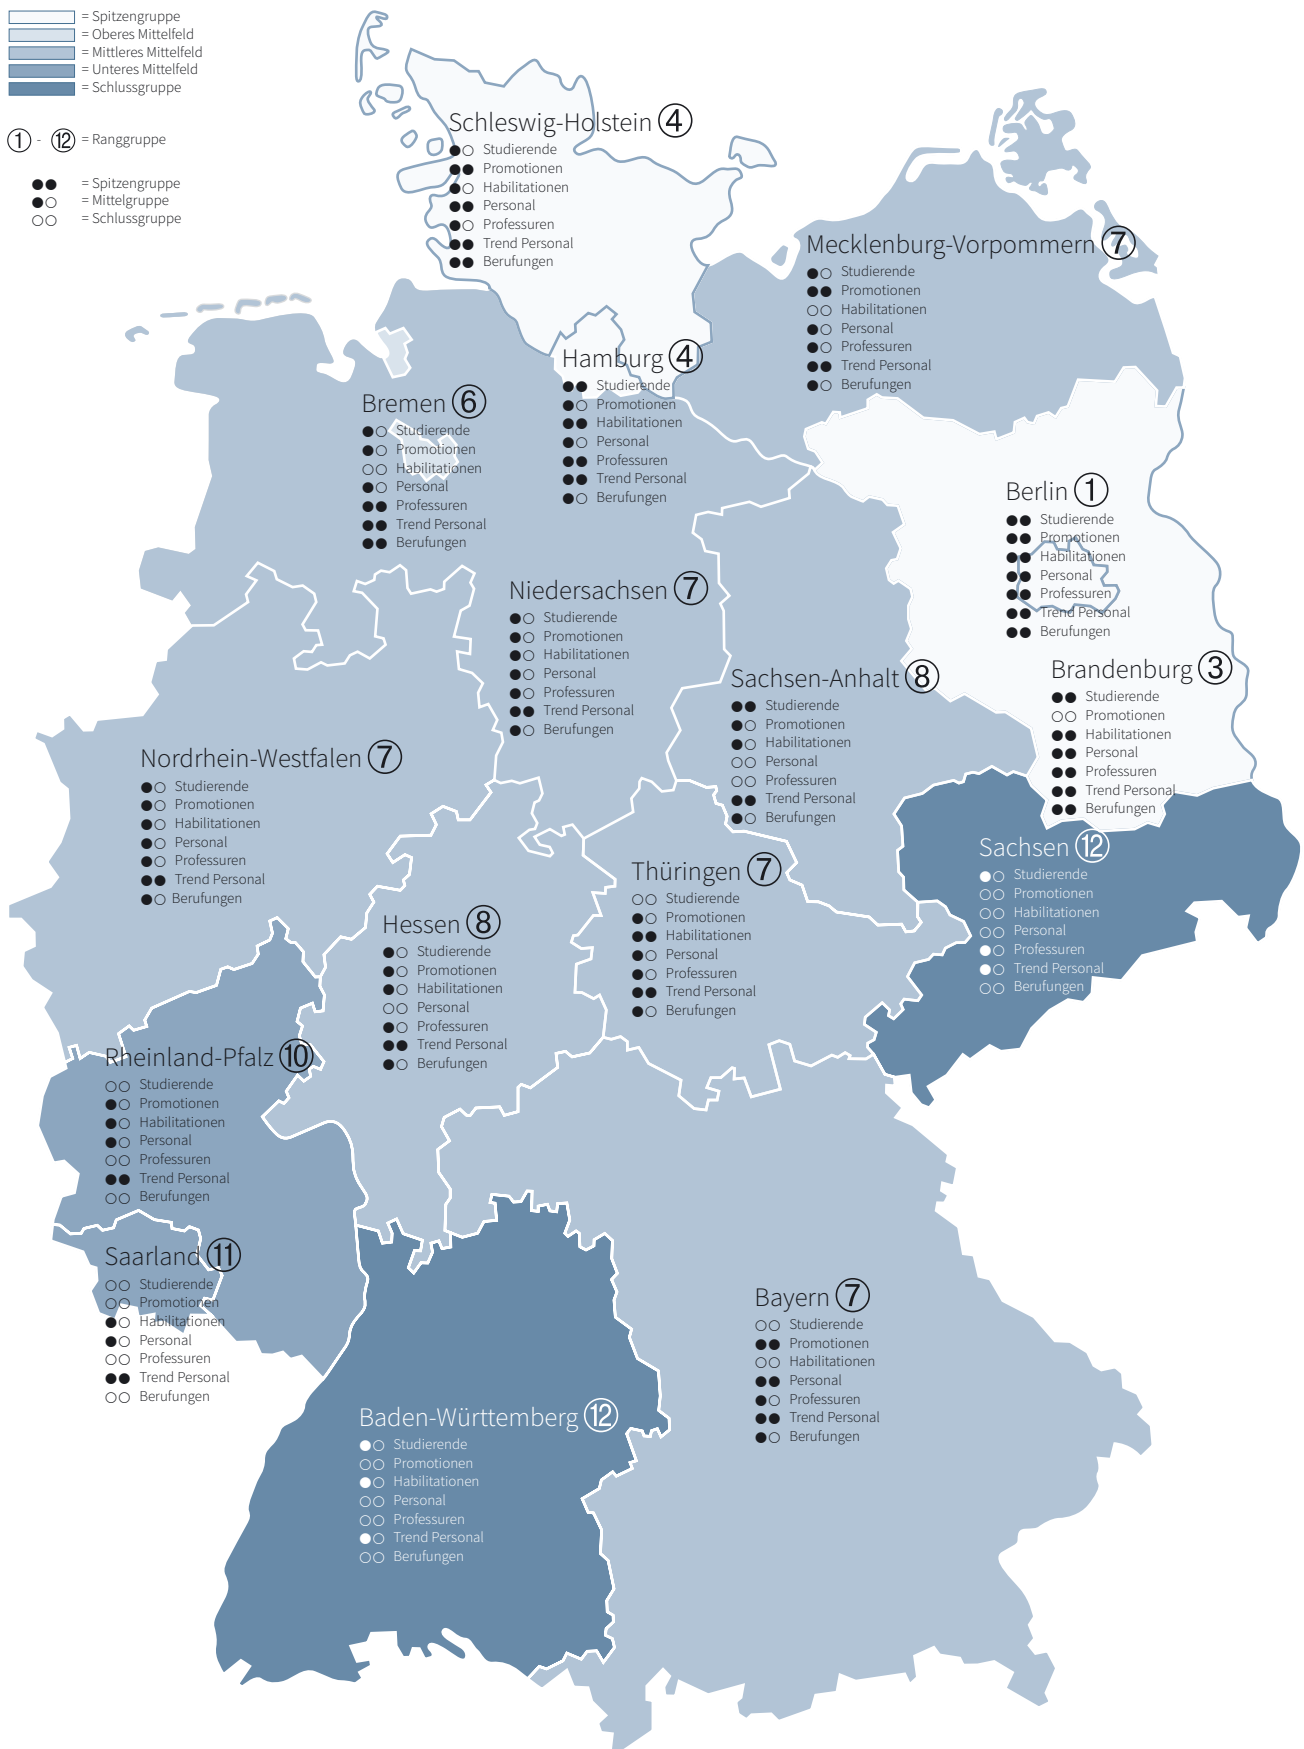 = Spitzengruppe
= Oberes Mittelfeld
= Mittleres Mittelfeld
= Unteres Mittelfeld
= Schlussgruppe
① - ⑫ = Ranggruppe
●● = Spitzengruppe
●○ = Mittelgruppe
○○ = Schlussgruppe
Schleswig-Holstein ④
●○ Studierende
●● Promotionen
●○ Habilitationen
●● Personal
●○ Professuren
●● Trend Personal
●● Berufungen
Mecklenburg-Vorpommern ⑦
●○ Studierende
●● Promotionen
○○ Habilitationen
●○ Personal
●○ Professuren
●● Trend Personal
●○ Berufungen
Hamburg ④
●● Studierende
●○ Promotionen
●● Habilitationen
●○ Personal
●● Professuren
●● Trend Personal
●○ Berufungen
Bremen ⑥
●○ Studierende
●○ Promotionen
○○ Habilitationen
●○ Personal
●● Professuren
●● Trend Personal
●● Berufungen
Berlin ①
●● Studierende
●● Promotionen
●● Habilitationen
●● Personal
●● Professuren
●● Trend Personal
●● Berufungen
Niedersachsen ⑦
●○ Studierende
●○ Promotionen
●○ Habilitationen
●○ Personal
●○ Professuren
●● Trend Personal
●○ Berufungen
Brandenburg ③
●● Studierende
○○ Promotionen
●● Habilitationen
●● Personal
●● Professuren
●● Trend Personal
●● Berufungen
Sachsen-Anhalt ⑧
●● Studierende
●○ Promotionen
●○ Habilitationen
○○ Personal
○○ Professuren
●● Trend Personal
●○ Berufungen
Nordrhein-Westfalen ⑦
●○ Studierende
●○ Promotionen
●○ Habilitationen
●○ Personal
●○ Professuren
●● Trend Personal
●○ Berufungen
Sachsen ⑫
●○ Studierende
○○ Promotionen
○○ Habilitationen
○○ Personal
●○ Professuren
●○ Trend Personal
○○ Berufungen
Thüringen ⑦
○○ Studierende
●○ Promotionen
●● Habilitationen
●○ Personal
●○ Professuren
●● Trend Personal
●○ Berufungen
Hessen ⑧
●○ Studierende
●○ Promotionen
●○ Habilitationen
○○ Personal
●○ Professuren
●● Trend Personal
●○ Berufungen
Rheinland-Pfalz ⑩
○○ Studierende
●○ Promotionen
●○ Habilitationen
●○ Personal
○○ Professuren
●● Trend Personal
○○ Berufungen
Saarland ⑪
○○ Studierende
○○ Promotionen
●○ Habilitationen
●○ Personal
○○ Professuren
●● Trend Personal
○○ Berufungen
Bayern ⑦
○○ Studierende
●● Promotionen
○○ Habilitationen
●● Personal
●○ Professuren
●● Trend Personal
●○ Berufungen
Baden-Württemberg ⑫
●○ Studierende
○○ Promotionen
●○ Habilitationen
○○ Personal
○○ Professuren
●○ Trend Personal
○○ Berufungen